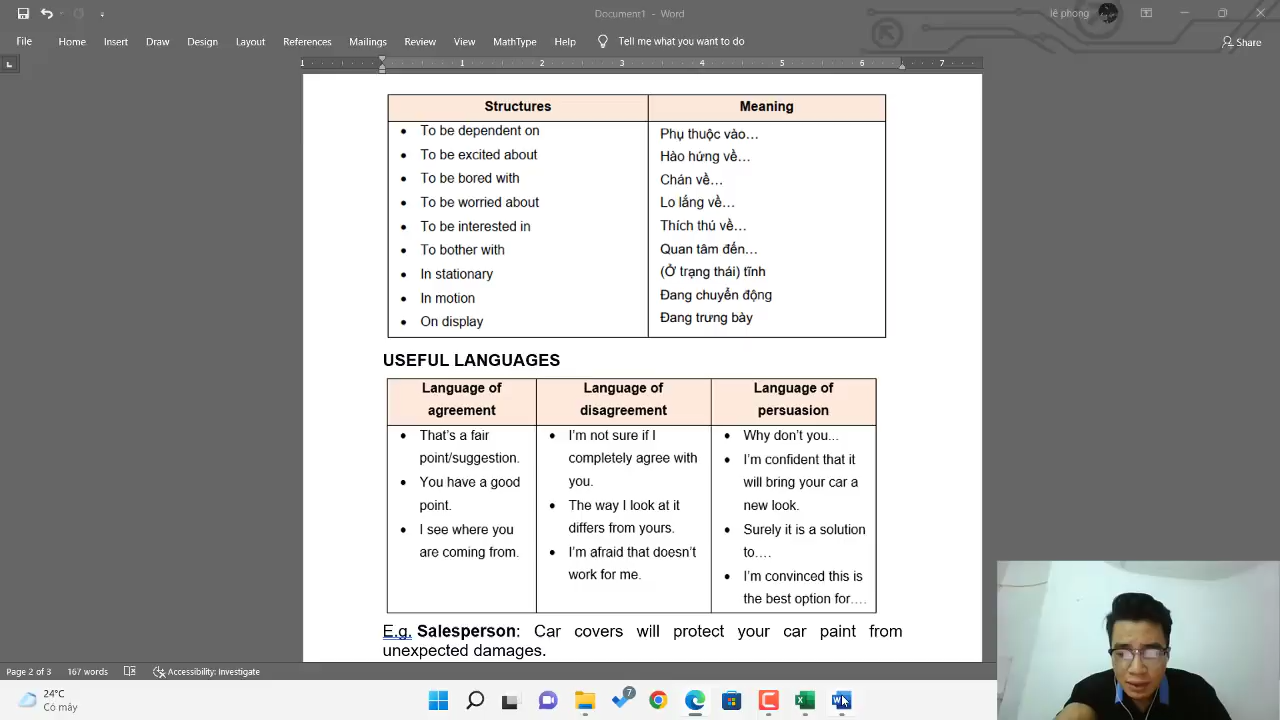 Document1 - Word
lê phong
File Home Insert Draw Design Layout References Mailings Review View MathType Help Tell me what you want to do
Share
1 1 2 3 4 5 6 7
Structures Meaning
To be dependent on
To be excited about
To be bored with
To be worried about
To be interested in
To bother with
In stationary
In motion
On display
Phụ thuộc vào…
Hào hứng về…
Chán về…
Lo lắng về…
Thích thú về…
Quan tâm đến…
(Ở trạng thái) tĩnh
Đang chuyển động
Đang trưng bày
USEFUL LANGUAGES
Language of
agreement
Language of
disagreement
Language of
persuasion
That’s a fair
point/suggestion.
You have a good
point.
I see where you
are coming from.
I’m not sure if I
completely agree with
you.
The way I look at it
differs from yours.
I’m afraid that doesn’t
work for me.
Why don’t you...
I’m confident that it
will bring your car a
new look.
Surely it is a solution
to….
I’m convinced this is
the best option for….
E.g. Salesperson: Car covers will protect your car paint from
unexpected damages.
Page 2 of 3 167 words Accessibility: Investigate
24°C
Có mây
7